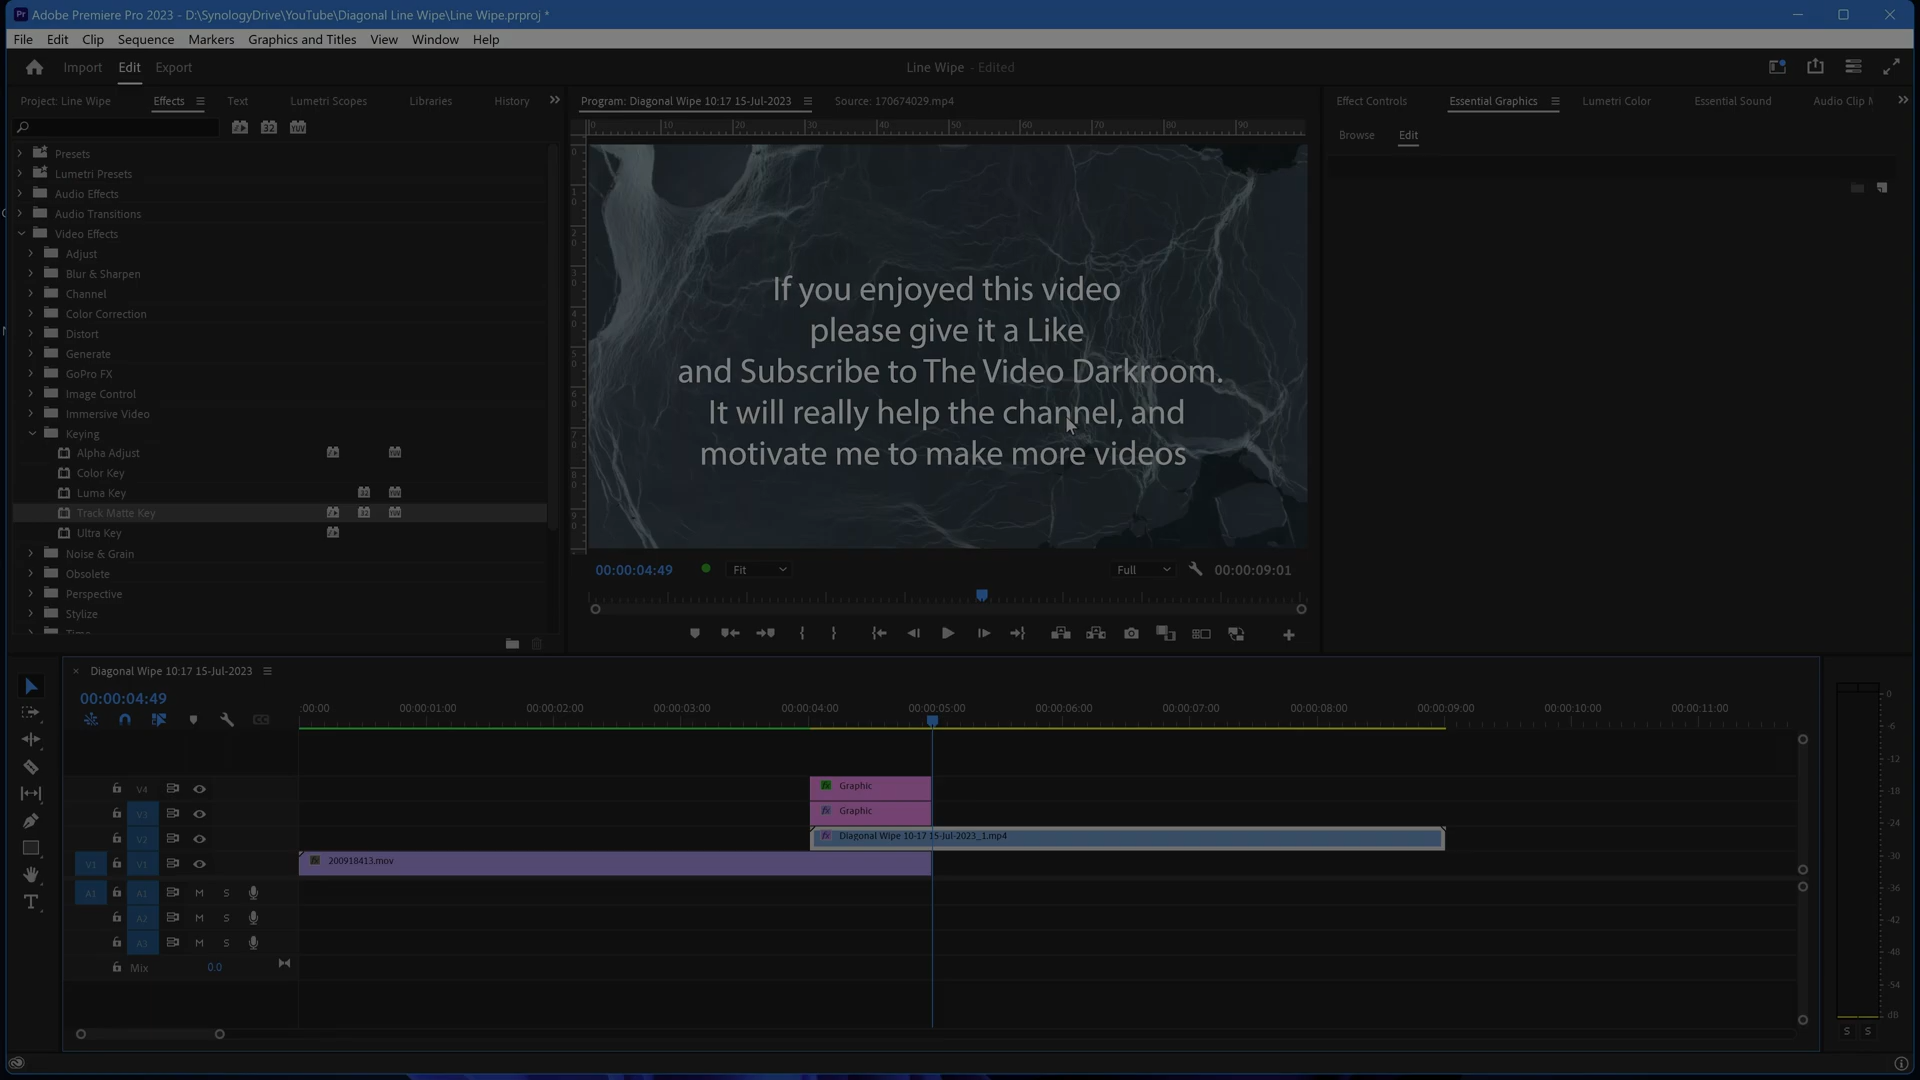 Adobe Premiere Pro 2023 - D:\SynologyDrive\YouTube\Diagonal Line Wipe\Line Wipe.prproj *
File Edit Clip Sequence Markers Graphics and Titles View Window Help
Import Edit Export
Line Wipe - Edited
Project: Line Wipe Effects Text Lumetri Scopes Libraries History
Program: Diagonal Wipe 10:17 15-Jul-2023 Source: 170674029.mp4
Effect Controls Essential Graphics Lumetri Color Essential Sound Audio Clip
Browse Edit
0 10 20 30 40 50 60 70 80 90
Presets
Lumetri Presets
Audio Effects
Audio Transitions
Video Effects
Adjust
Blur & Sharpen
Channel
Color Correction
Distort
Generate
GoPro FX
Image Control
Immersive Video
Keying
Alpha Adjust
Color Key
Luma Key
Track Matte Key
Ultra Key
Noise & Grain
Obsolete
Perspective
Stylize
If you enjoyed this video
please give it a Like
and Subscribe to The Video Darkroom.
It will really help the channel, and
motivate me to make more videos
00:00:04:49 Fit Full 00:00:09:01
Diagonal Wipe 10:17 15-Jul-2023
00:00:04:49
:00:00 00:00:01:00 00:00:02:00 00:00:03:00 00:00:04:00 00:00:05:00 00:00:06:00 00:00:07:00 00:00:08:00 00:00:09:00 00:00:10:00 00:00:11:00
V4 Graphic
V3 Graphic
V2 Diagonal Wipe 10-17 15-Jul-2023_1.mp4
V1 V1 200918413.mov
A1 A1 M S
A2 M S
A3 M S
Mix 0.0
0
-6
-12
-18
-24
-30
-36
-42
-48
-54
dB
S S